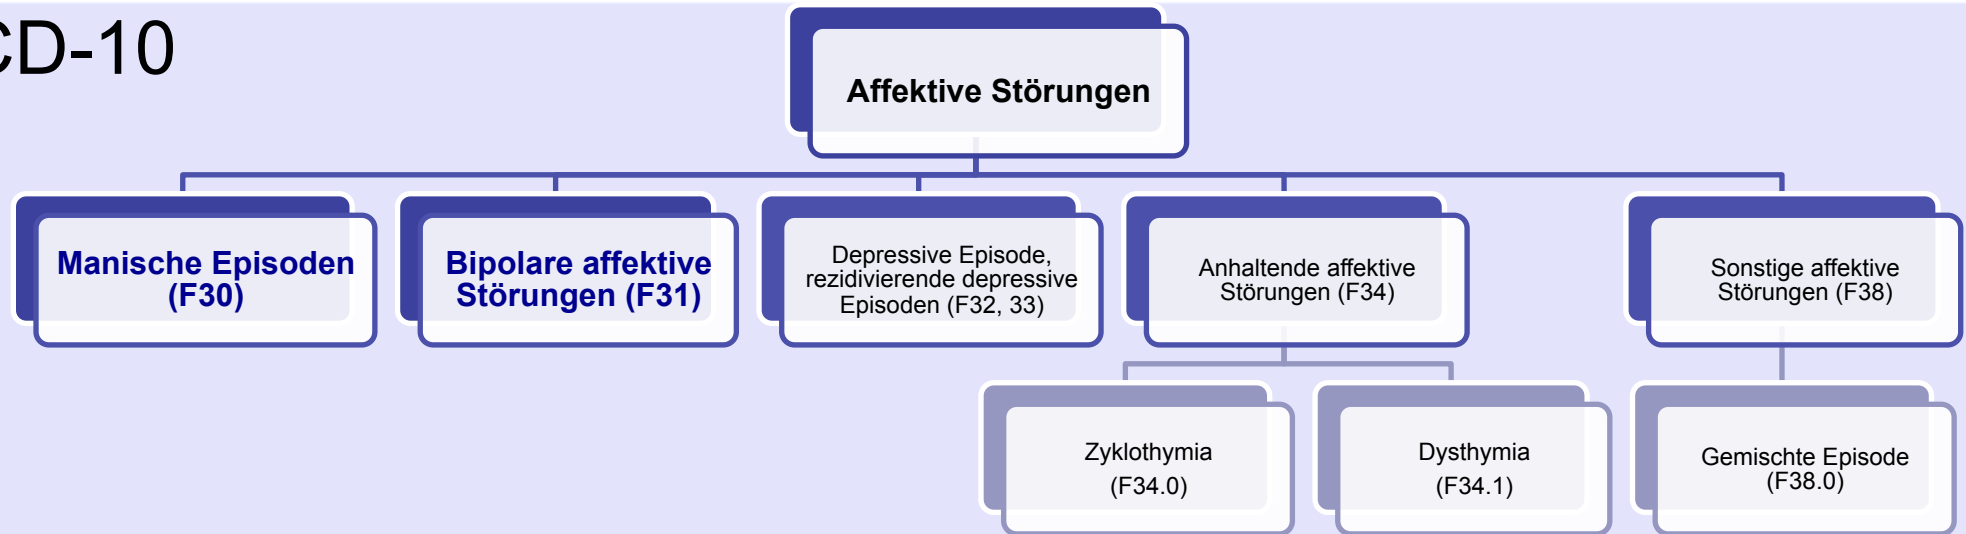 CD-10
Affektive Störungen
Manische Episoden
(F30)
Bipolare affektive
Störungen (F31)
Depressive Episode,
rezidivierende depressive
Episoden (F32, 33)
Anhaltende affektive
Störungen (F34)
Sonstige affektive
Störungen (F38)
Zyklothymia
(F34.0)
Dysthymia
(F34.1)
Gemischte Episode
(F38.0)